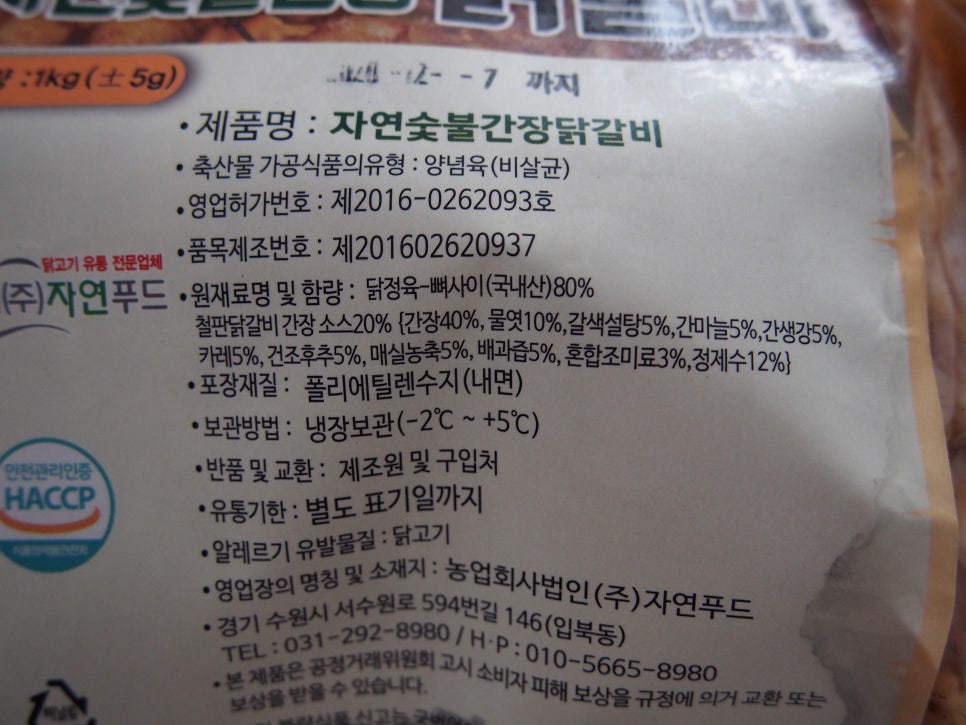 :1kg(±5g)
까지
•제품명 : 자연숯불간장닭갈비
•축산물 가공식품의유형 : 양념육(비살균)
•영업허가번호 : 제2016-0262093호
•품목제조번호 : 제201602620937
닭고기 유통 전문업체
(주)자연푸드
•원재료명 및 함량 : 닭정육-뼈사이(국내산)80%
철판닭갈비 간장 소스20% {간장40%, 물엿10%,갈색설탕5%,간마늘5%,간생강5%,
카레5%, 건조후추5%, 매실농축5%, 배과즙5%, 혼합조미료3%,정제수12%}
•포장재질 : 폴리에틸렌수지(내면)
•보관방법 : 냉장보관(-2℃ ~ +5℃)
안전관리인증
HACCP
•반품 및 교환 : 제조원 및 구입처
•유통기한 : 별도 표기일까지
•알레르기 유발물질 : 닭고기
•영업장의 명칭 및 소재지 : 농업회사법인(주)자연푸드
•경기 수원시 서수원로 594번길 146(입북동)
TEL : 031-292-8980 / H·P : 010-5665-8980
•본 제품은 공정거래위원회 고시 소비자 피해 보상을 규정에 의거 교환 또는
보상을 받을 수 있습니다.